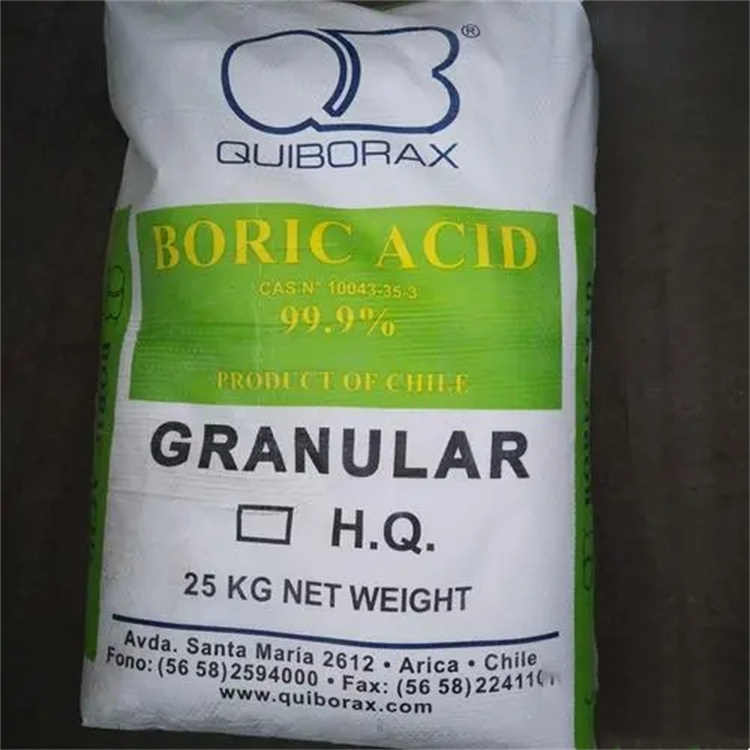 QB®
QUIBORAX
BORIC ACID
CAS N° 10043-35-3
99.9%
PRODUCT OF CHILE
GRANULAR
H.Q.
25 KG NET WEIGHT
Avda. Santa María 2612 • Arica • Chile
Fono: (56 58)2594000 • Fax: (56 58)
www.quiborax.com